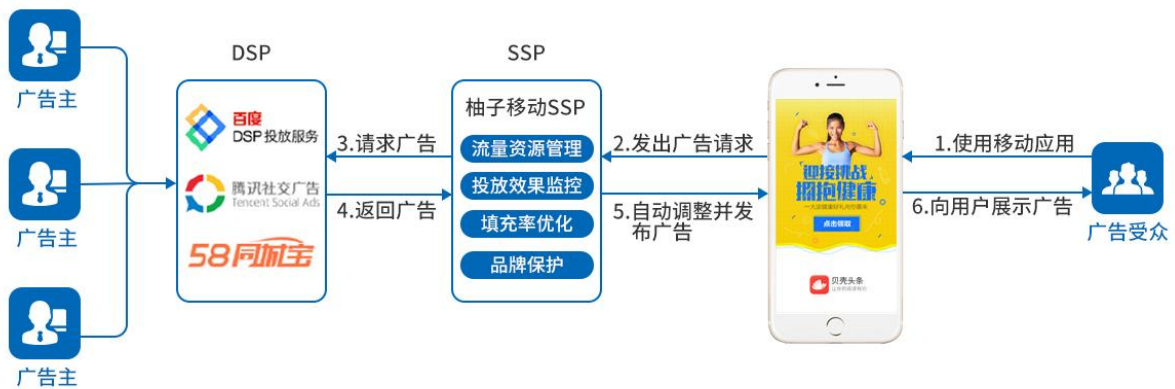 广告主
广告主
广告主
DSP
百度
DSP投放服务
腾讯社交广告
Tencent Social Ads
58同城宝
3.请求广告
4.返回广告
SSP
柚子移动SSP
流量资源管理
投放效果监控
填充率优化
品牌保护
2.发出广告请求
5.自动调整并发
布广告
迎接挑战
拥抱健康
点击领取
贝壳头条
1.使用移动应用
6.向用户展示广告
广告受众